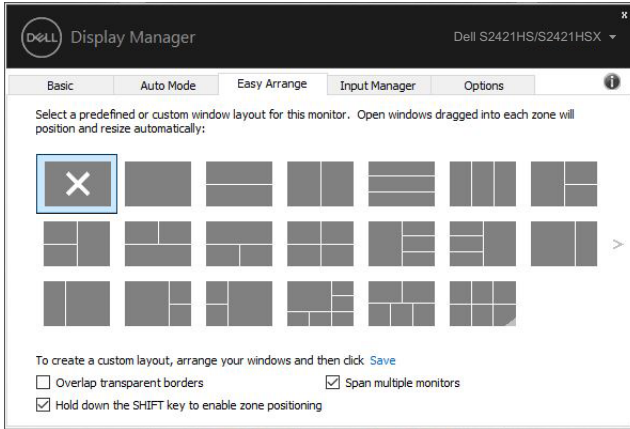 x
DELL Display Manager
Dell S2421HS/S2421HSX
Basic Auto Mode Easy Arrange Input Manager Options i
Select a predefined or custom window layout for this monitor. Open windows dragged into each zone will
position and resize automatically:
>
To create a custom layout, arrange your windows and then click Save
Overlap transparent borders Span multiple monitors
Hold down the SHIFT key to enable zone positioning